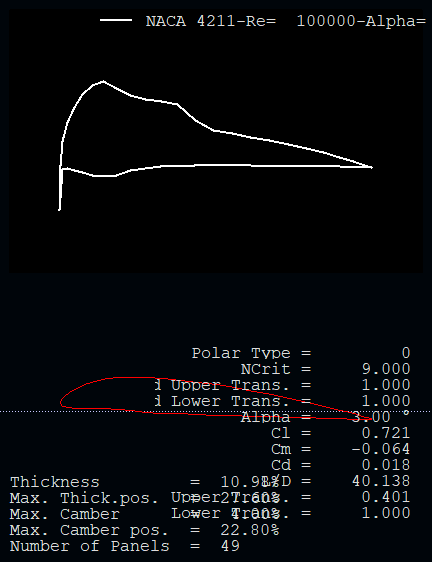 NACA 4211-Re=  100000-Alpha=
Polar Type =  0
NCrit =  9.000
Upper Trans. =  1.000
Lower Trans. =  1.000
Alpha =  3.00 °
Cl =  0.721
Cm =  -0.064
Cd =  0.018
Thickness  =  10.98%
L/D =  40.138
Max. Thick.pos.  =  27.60%
Upper Trans. =  0.401
Max. Camber  =  4.00%
Lower Trans. =  1.000
Max. Camber pos.  =  22.80%
Number of Panels  =  49